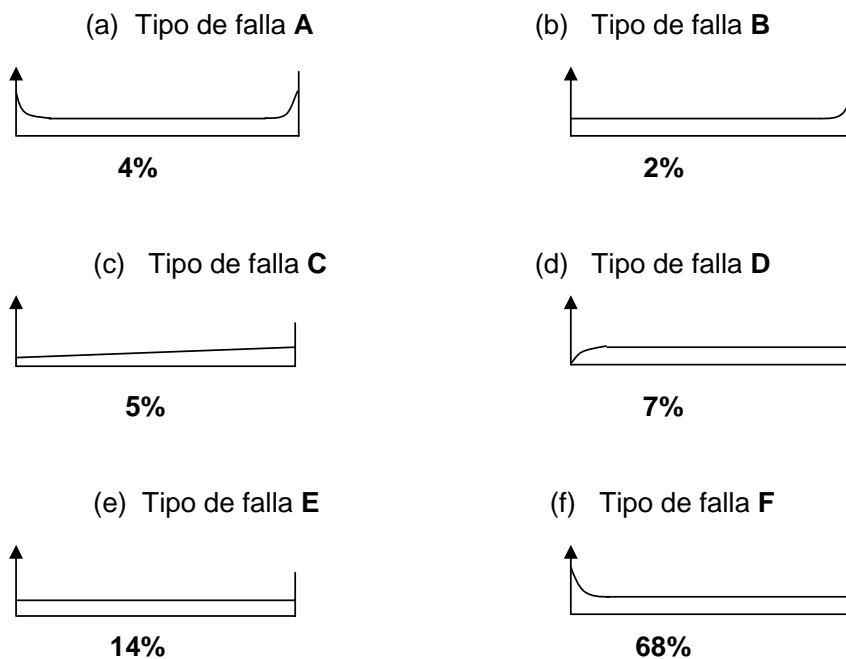 (a) Tipo de falla A
(b) Tipo de falla B
4%
2%
(c) Tipo de falla C
(d) Tipo de falla D
5%
7%
(e) Tipo de falla E
(f) Tipo de falla F
14%
68%